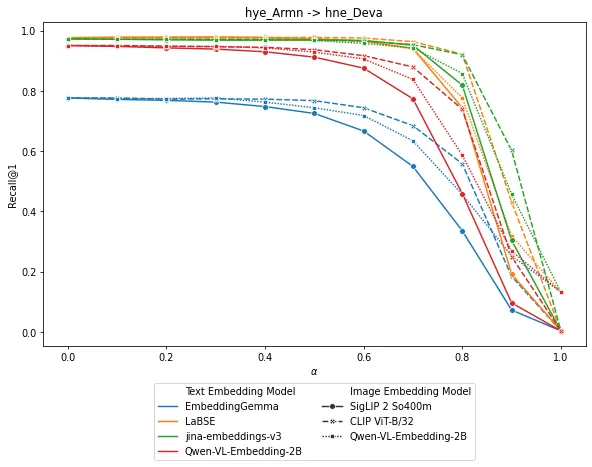 hye_Armn -> hne_Deva
1.0
0.8
0.6
0.4
0.2
0.0
Recall@1
0.0 0.2 0.4 0.6 0.8 1.0
α
Text Embedding Model Image Embedding Model
EmbeddingGemma SigLIP 2 So400m
LaBSE CLIP ViT-B/32
jina-embeddings-v3 Qwen-VL-Embedding-2B
Qwen-VL-Embedding-2B